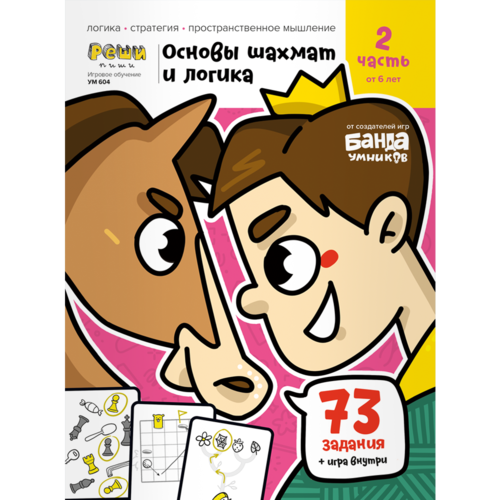 логика • стратегия • пространственное мышление
Реши
пиши
Игровое обучение
УМ 604
Основы шахмат
и логика
2
часть
от 6 лет
от создателей игр
БАНДА
УМНИКОВ
73
задания
+ игра внутри